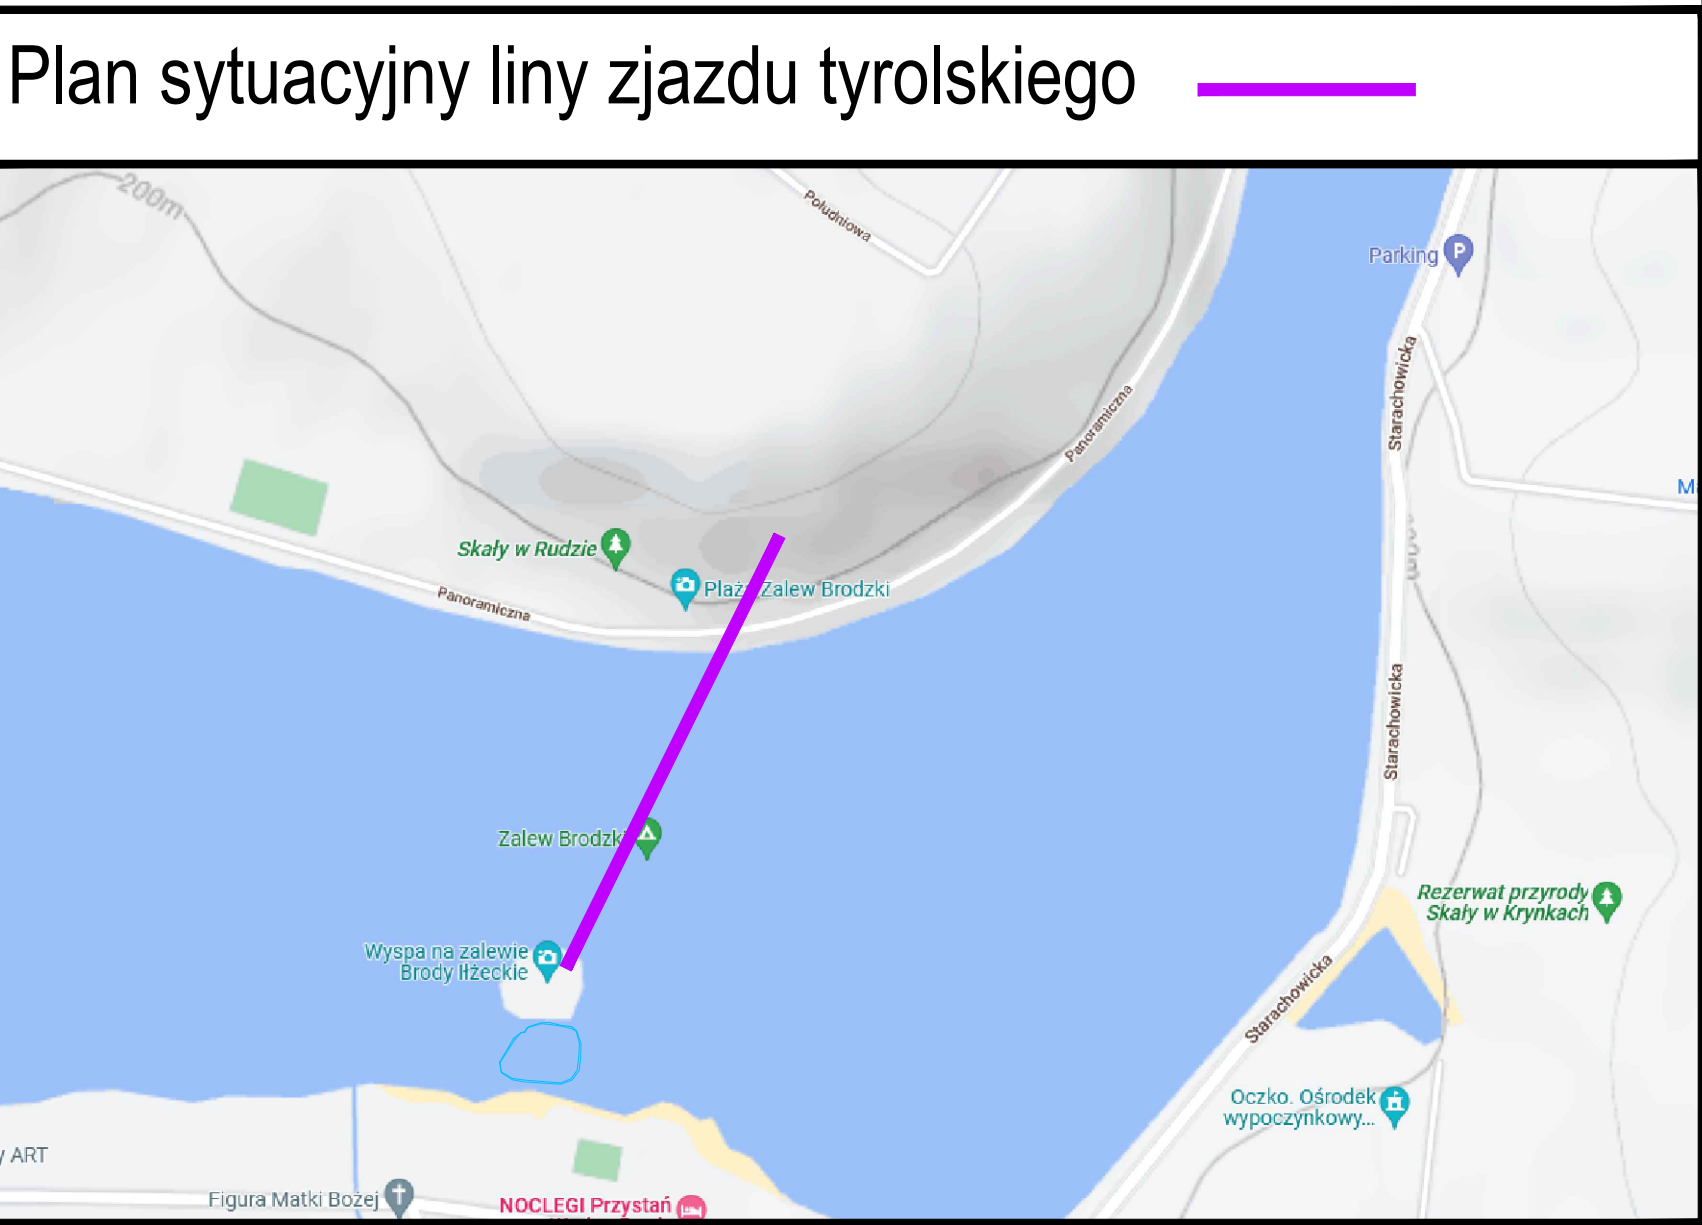 Plan sytuacyjny liny zjazdu tyrolskiego
200m
Południowa
Parking
P
Starachowicka
Panoramiczna
Skały w Rudzie
Plaża Zalew Brodzki
Panoramiczna
Starachowicka
Zalew Brodzki
Rezerwat przyrody
Skały w Krynkach
Wyspa na zalewie
Brody Iłżeckie
Starachowicka
Oczko. Ośrodek
wypoczynkowy...
y ART
Figura Matki Bożej
NOCLEGI Przystań